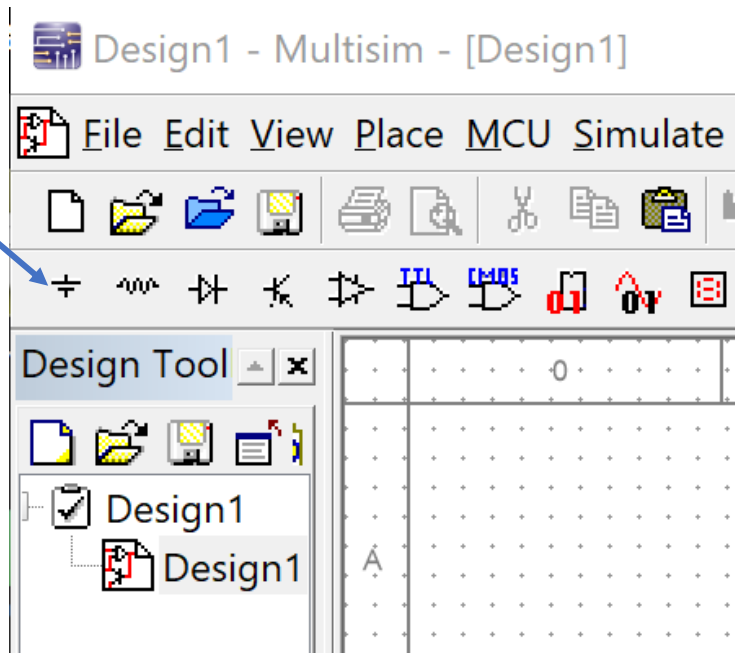 Design1 - Multisim - [Design1]
File Edit View Place MCU Simulate
TTL CMOS
Design Tool
0
Design1
A
Design1